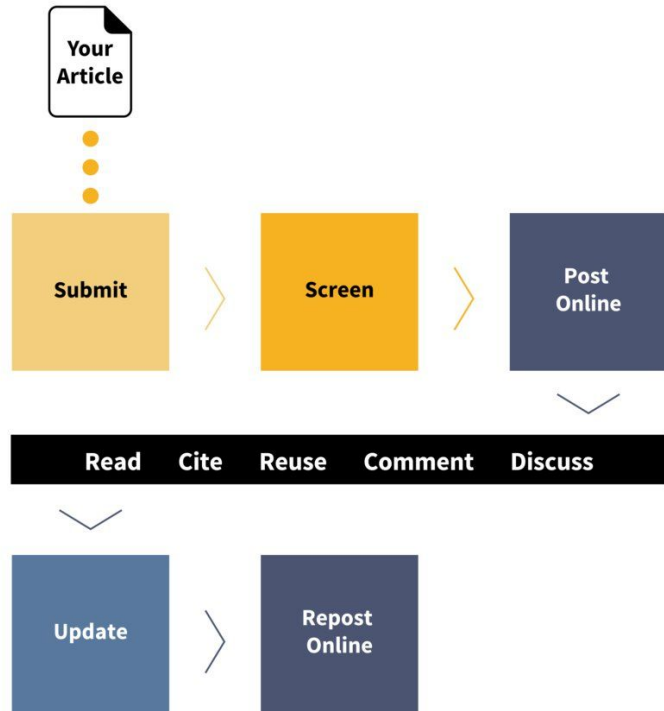 Your
Article
Submit
Screen
Post
Online
Read Cite Reuse Comment Discuss
Update
Repost
Online